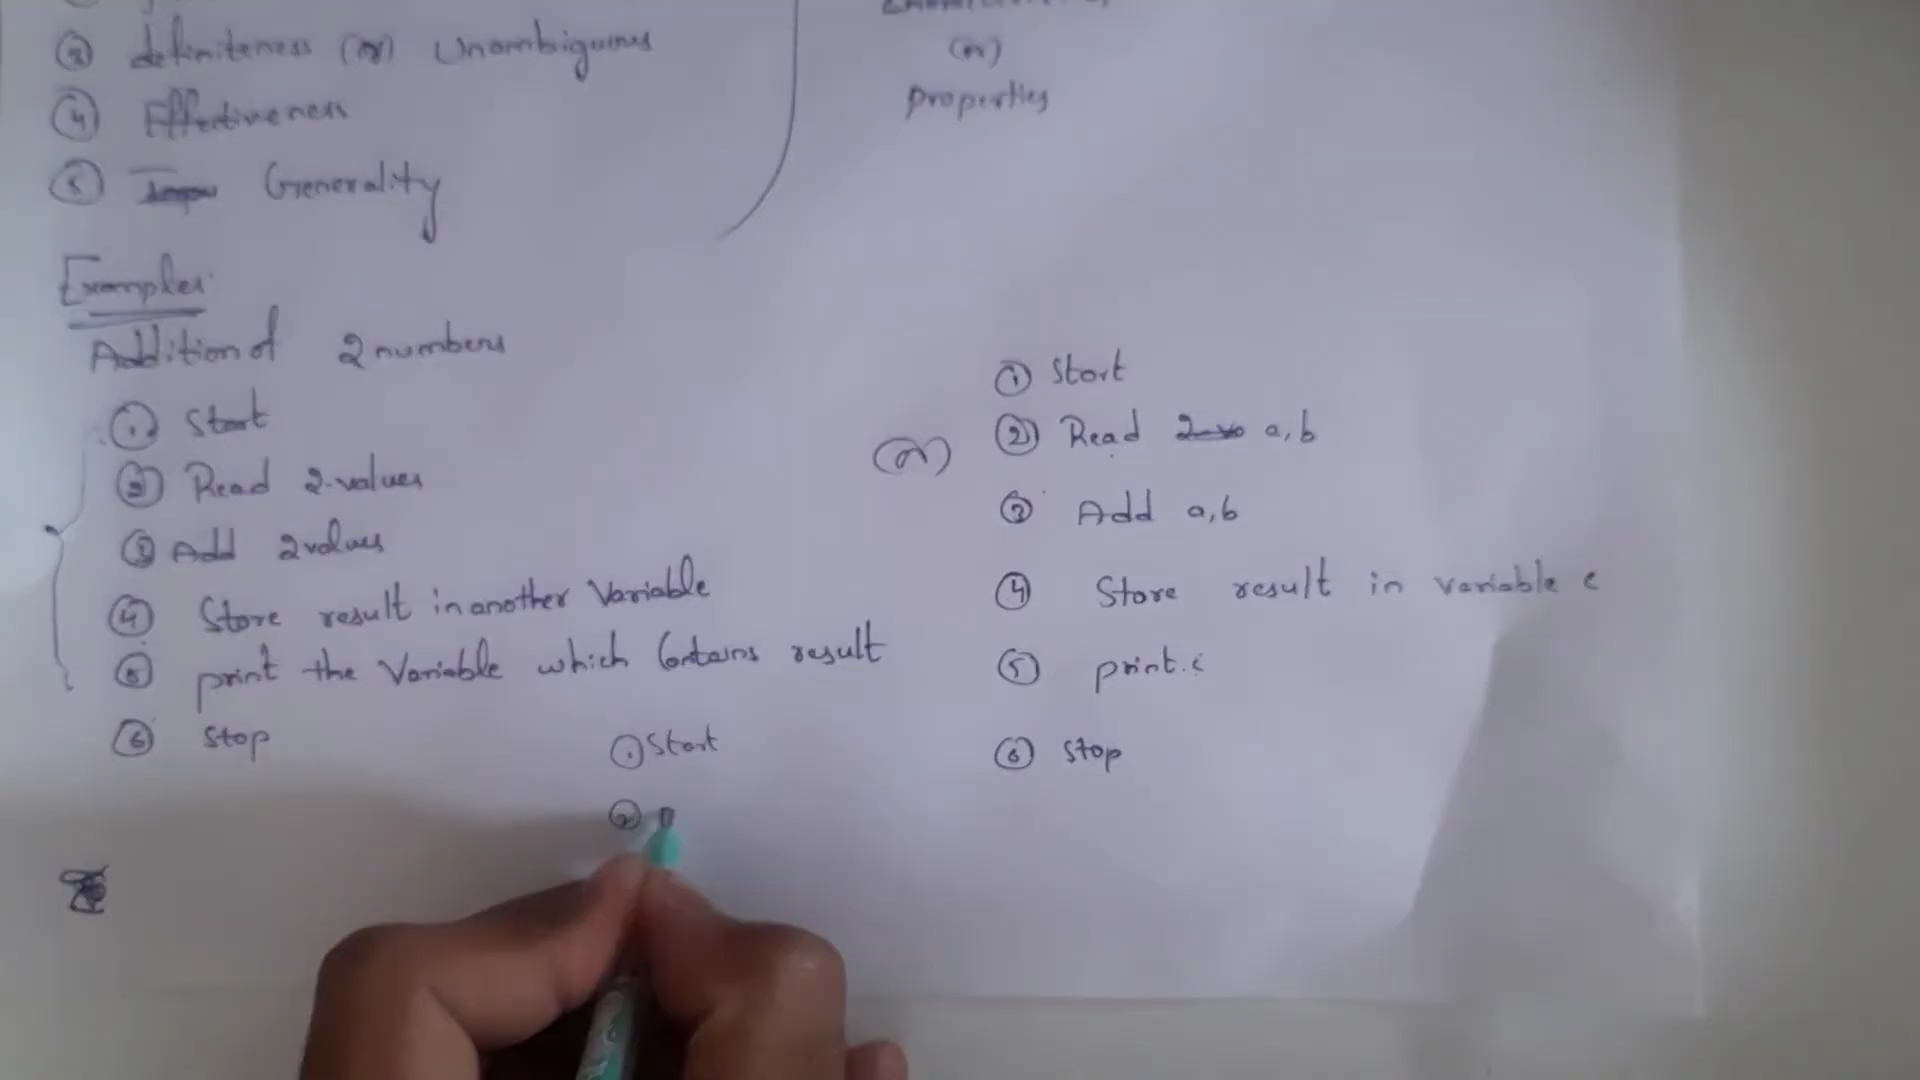 ③ definiteness (or) Unambiguous
④ Effectiveness
⑤ Generality
(or)
properties
Examples:
Addition of 2 numbers
① Start
② Read 2-values
③ Add 2 values
④ Store result in another Variable
⑤ print the Variable which Contains result
⑥ Stop
(or)
① Start
② Read a, b
③ Add a, b
④ Store result in variable c
⑤ print c
⑥ Stop
① Start
②